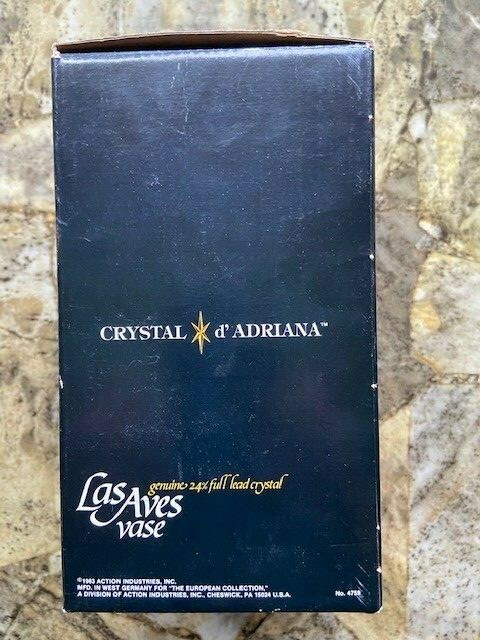 CRYSTAL d' ADRIANA™
genuine 24% full lead crystal
Las Aves
vase
©1983 ACTION INDUSTRIES, INC.
MFD. IN WEST GERMANY FOR "THE EUROPEAN COLLECTION,"
A DIVISION OF ACTION INDUSTRIES, INC., CHESWICK, PA 15024 U.S.A.
No.